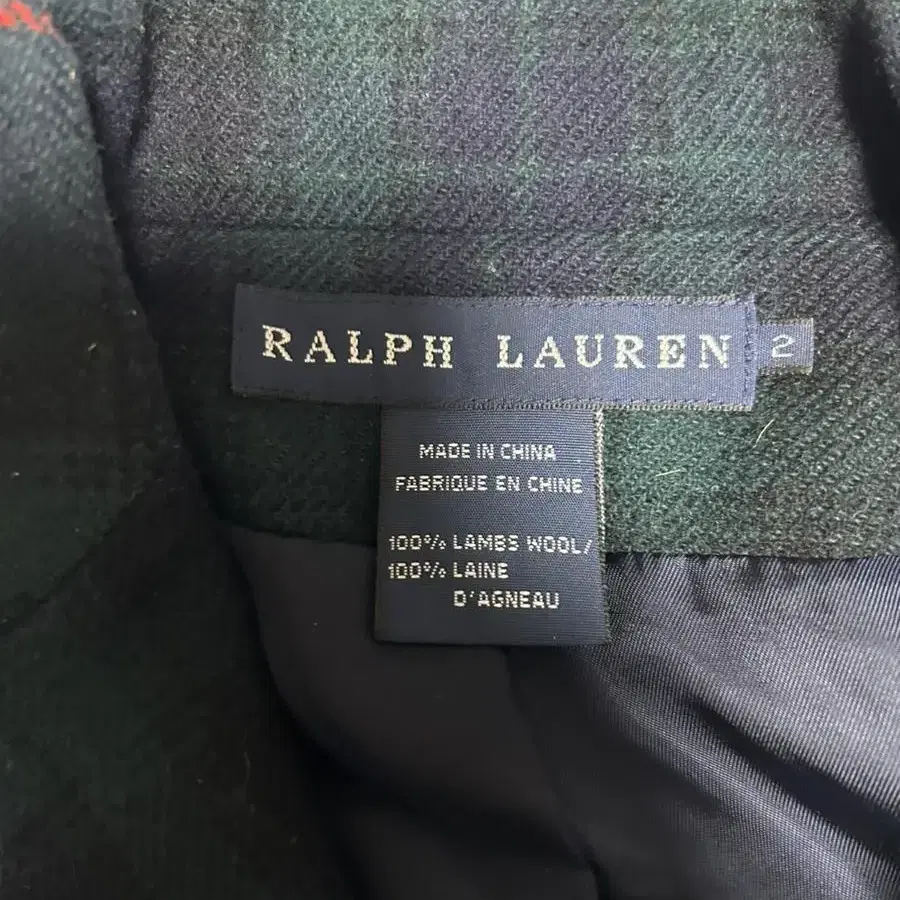 RALPH LAUREN
2
MADE IN CHINA
FABRIQUE EN CHINE
100% LAMBS WOOL/
100% LAINE
D'AGNEAU